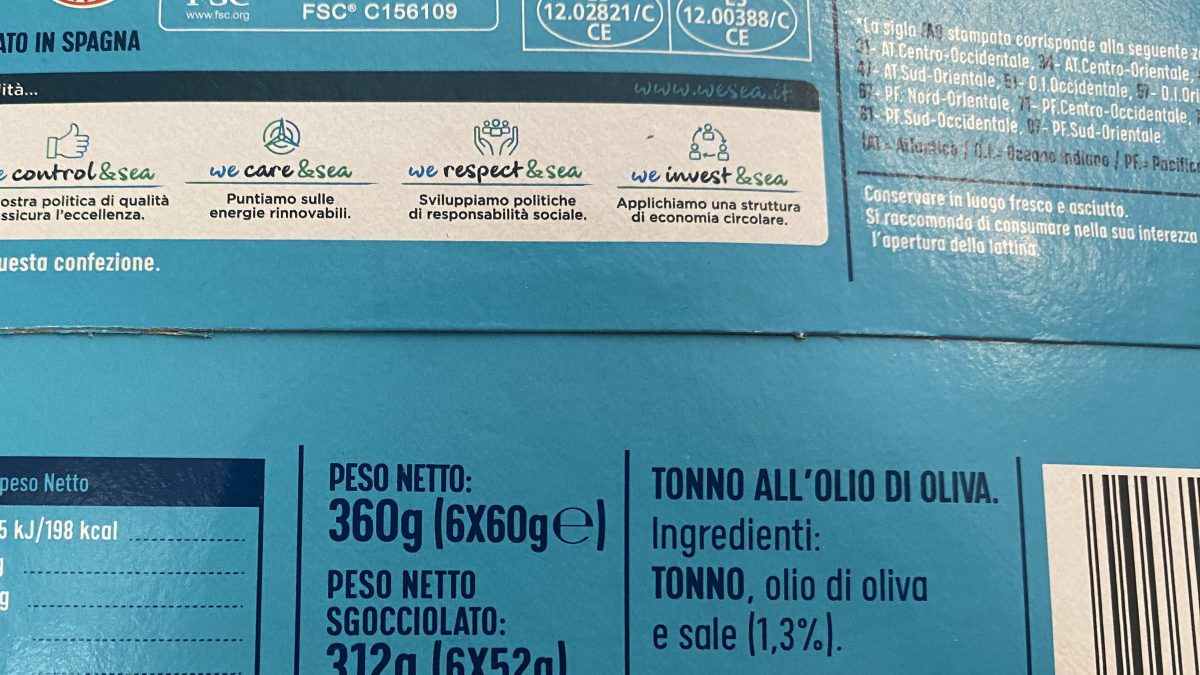 FSC
www.fsc.org
FSC® C156109
12.02821/C
CE
ES
12.00388/C
CE
ATO IN SPAGNA
ità...
www.wesea.it
control&sea
ostra politica di qualità
ssicura l'eccellenza.
we care&sea
Puntiamo sulle
energie rinnovabili.
we respect&sea
Sviluppiamo politiche
di responsabilità sociale.
we invest&sea
Applichiamo una struttura
di economia circolare.
uesta confezione.
*La sigla FAO stampata corrisponde alla seguente
31- AT.Centro-Occidentale, 34- AT.Centro-Orientale,
47- AT.Sud-Orientale, 51- O.I.Occidentale, 57- O.I.Ori
67- PF. Nord-Orientale, 71- PF.Centro-Occidentale,
81- PF.Sud-Occidentale, 87- PF.Sud-Orientale.
(AT.= Atlantico / O.I.= Oceano Indiano / PF.= Pacific
Conservare in luogo fresco e asciutto.
Si raccomanda di consumare nella sua interezza
l'apertura della lattina.
peso Netto
5 kJ/198 kcal
g
g
PESO NETTO:
360g (6X60g℮)
PESO NETTO
SGOCCIOLATO:
312g (6X52g)
TONNO ALL'OLIO DI OLIVA.
Ingredienti:
TONNO, olio di oliva
e sale (1,3%).